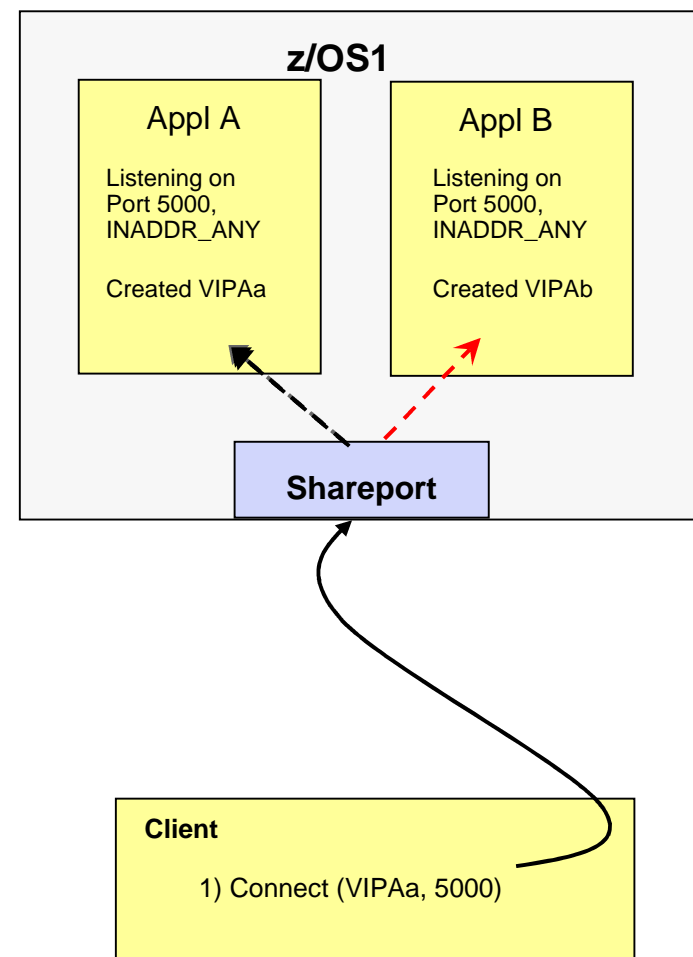 z/OS1
Appl A
Listening on
Port 5000,
INADDR_ANY
Created VIPAa
Appl B
Listening on
Port 5000,
INADDR_ANY
Created VIPAb
Shareport
Client
1) Connect (VIPAa, 5000)